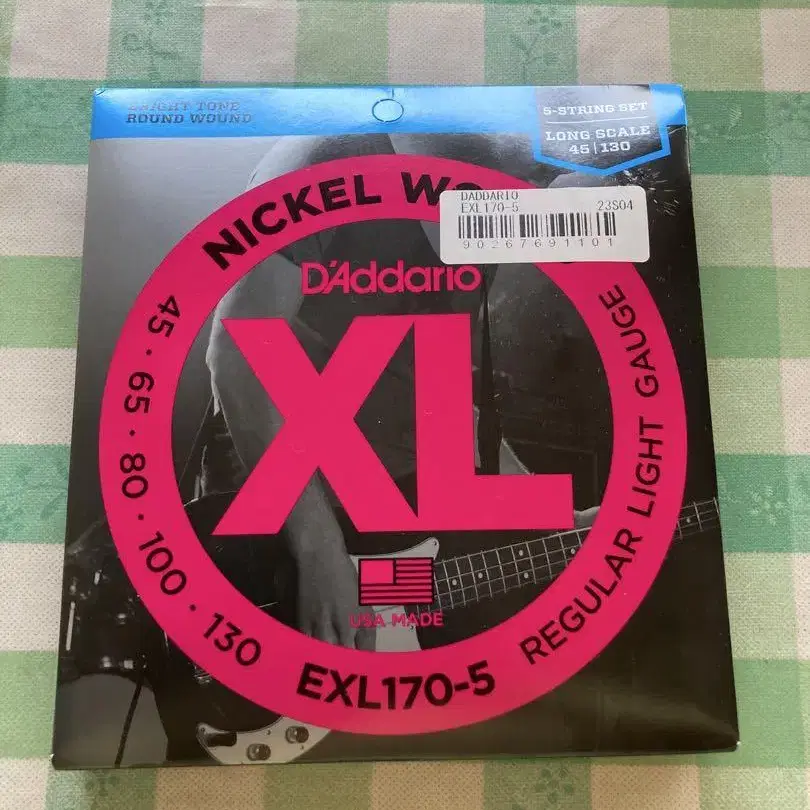 BRIGHT TONE
ROUND WOUND
5-STRING SET
LONG SCALE
45 | 130
DADDARIO
EXL170-5 23S04
90267691101
NICKEL
D'Addario
XL
USA MADE
45 · 65 · 80 · 100 · 130
EXL170-5
REGULAR LIGHT GAUGE